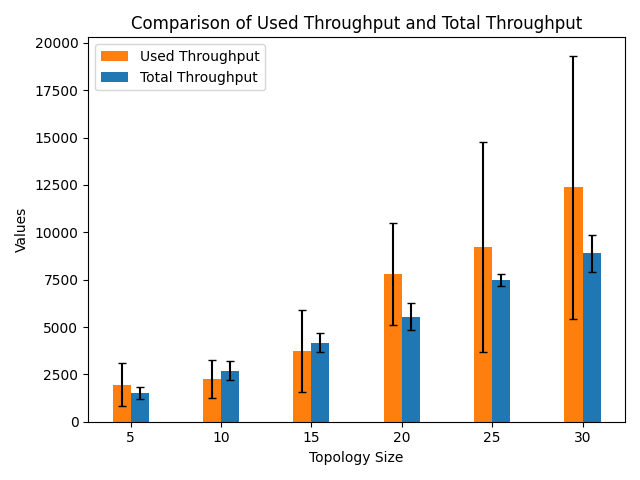 Comparison of Used Throughput and Total Throughput
Used Throughput
Total Throughput
20000
17500
15000
12500
10000
7500
5000
2500
0
Values
5 10 15 20 25 30
Topology Size